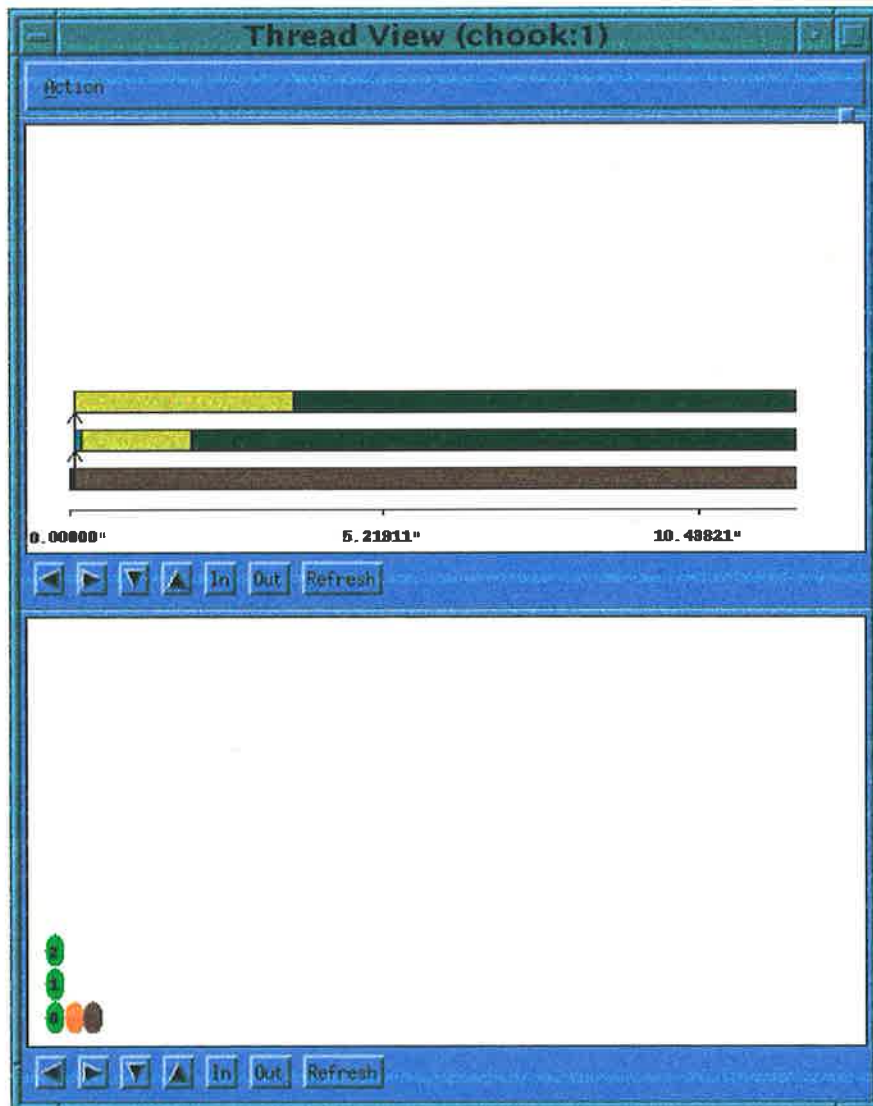 Thread View (chook:1)
Action
0.00000" 5.21911" 10.43821"
In Out Refresh
2
1
0
In Out Refresh